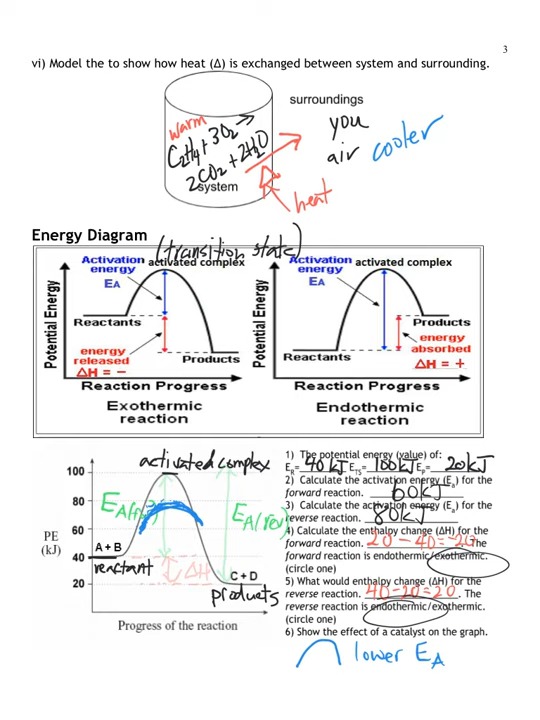 3
vi) Model the to show how heat (Δ) is exchanged between system and surrounding.
surroundings
warm
C2H4 + 3O2 →
2CO2 + 2H2O
system
you
air cooler
heat
Energy Diagram
(transition state)
Activation energy
EA
activated complex
Potential Energy
Reactants
energy released
ΔH = -
Products
Reaction Progress
Exothermic reaction
Activation energy
EA
activated complex
Potential Energy
Reactants
Products
energy absorbed
ΔH = +
Reaction Progress
Endothermic reaction
activated complex
100
80
60
40
20
PE
(kJ)
EA(for)
EA(rev)
A + B
reactant
ΔH
C + D
products
Progress of the reaction
1) The potential energy (value) of:
ER= 40 kJ ETS= 100kJ EP= 20kJ
2) Calculate the activation energy (Ea) for the
forward reaction. 60kJ
3) Calculate the activation energy (Ea) for the
reverse reaction. 80kJ
4) Calculate the enthalpy change (ΔH) for the
forward reaction. 20 - 40 = -20 The
forward reaction is endothermic/exothermic.
(circle one)
5) What would enthalpy change (ΔH) for the
reverse reaction. 40-20=20. The
reverse reaction is endothermic/exothermic.
(circle one)
6) Show the effect of a catalyst on the graph.
lower EA